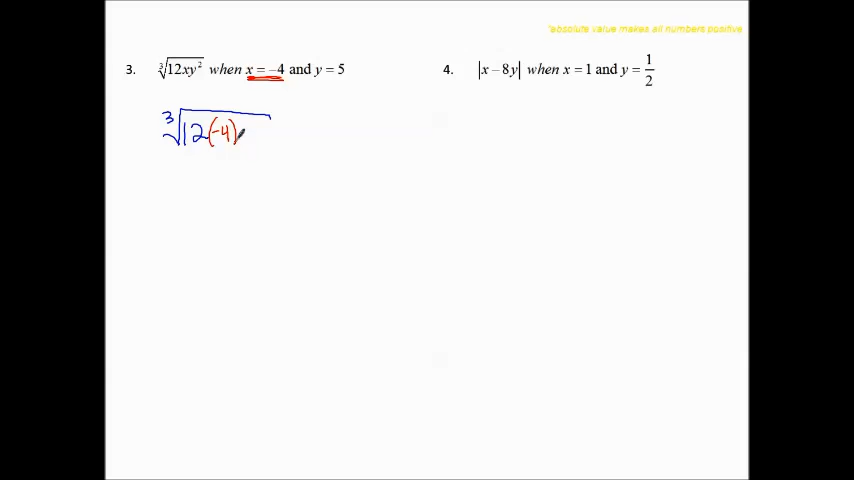 *absolute value makes all numbers positive
3. ∛(12xy²) when x = –4 and y = 5
4. |x – 8y| when x = 1 and y = 1/2
∛12(-4)